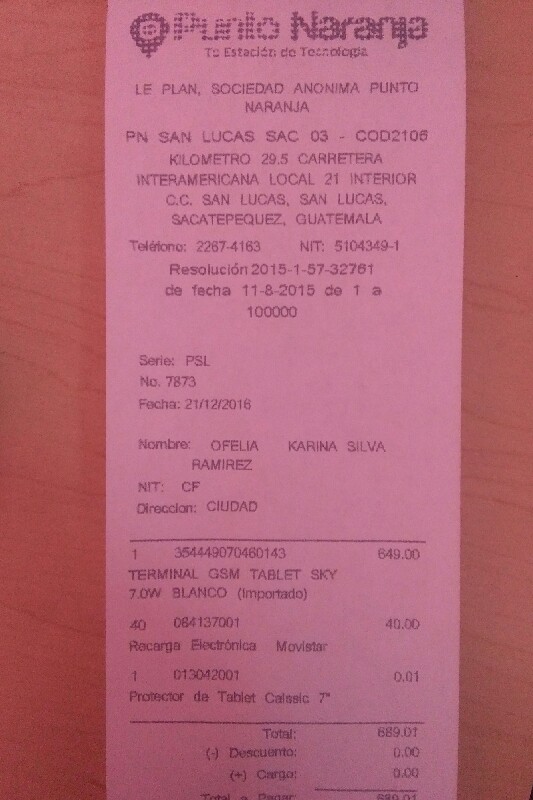 Punto Naranja
Tu Estación de Tecnología
LE PLAN, SOCIEDAD ANONIMA PUNTO
NARANJA
PN SAN LUCAS SAC 03 - COD2106
KILOMETRO 29.5 CARRETERA
INTERAMERICANA LOCAL 21 INTERIOR
C.C. SAN LUCAS, SAN LUCAS,
SACATEPEQUEZ, GUATEMALA
Teléfono: 2267-4163 NIT: 5104349-1
Resolución 2015-1-57-32761
de fecha 11-8-2015 de 1 a
100000
Serie: PSL
No. 7873
Fecha: 21/12/2016
Nombre: OFELIA KARINA SILVA
RAMIREZ
NIT: CF
Direccion: CIUDAD
1 354449070460143 649.00
TERMINAL GSM TABLET SKY
7.0W BLANCO (Importado)
40 084137001 40.00
Recarga Electrónica Movistar
1 013042001 0.01
Protector de Tablet Calssic 7"
Total: 689.01
(-) Descuento: 0.00
(+) Cargo: 0.00
Total a Pagar: 689.01